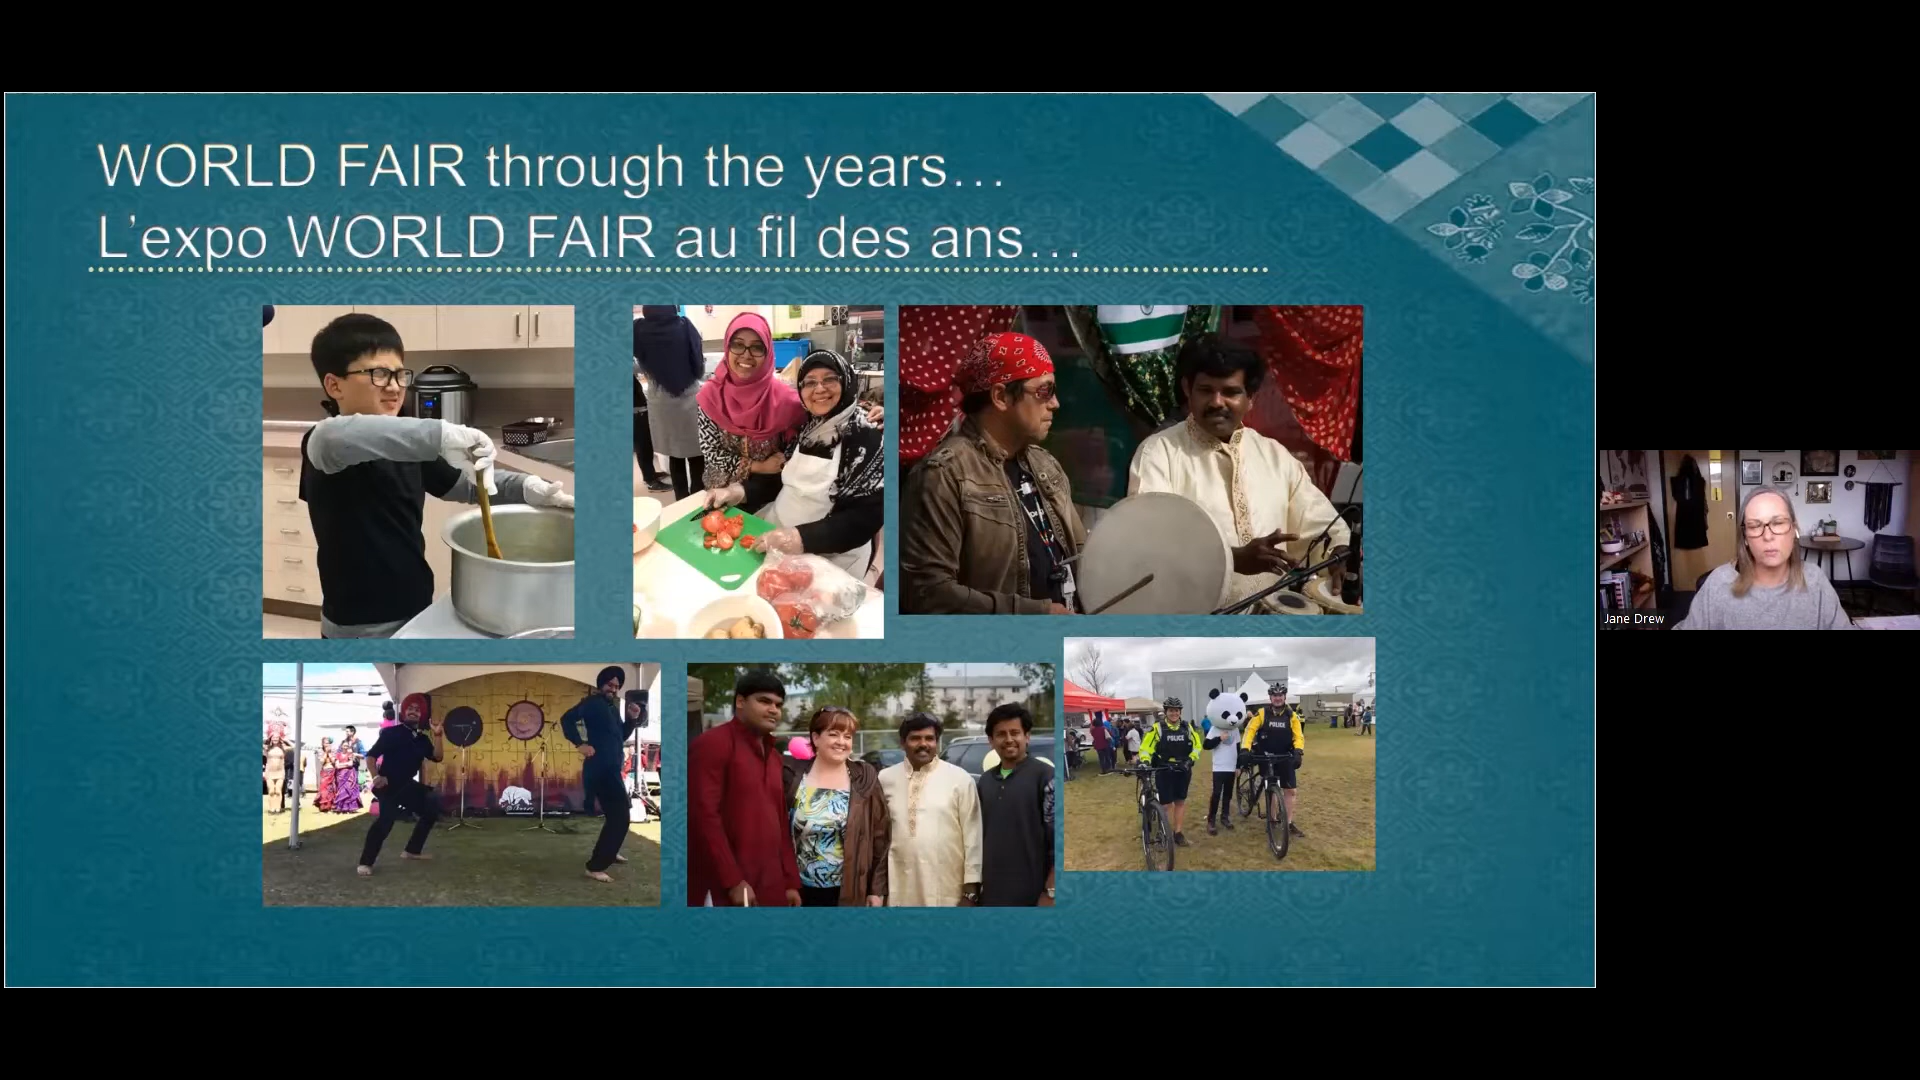 WORLD FAIR through the years…
L’expo WORLD FAIR au fil des ans…
POLICE
POLICE
Jane Drew